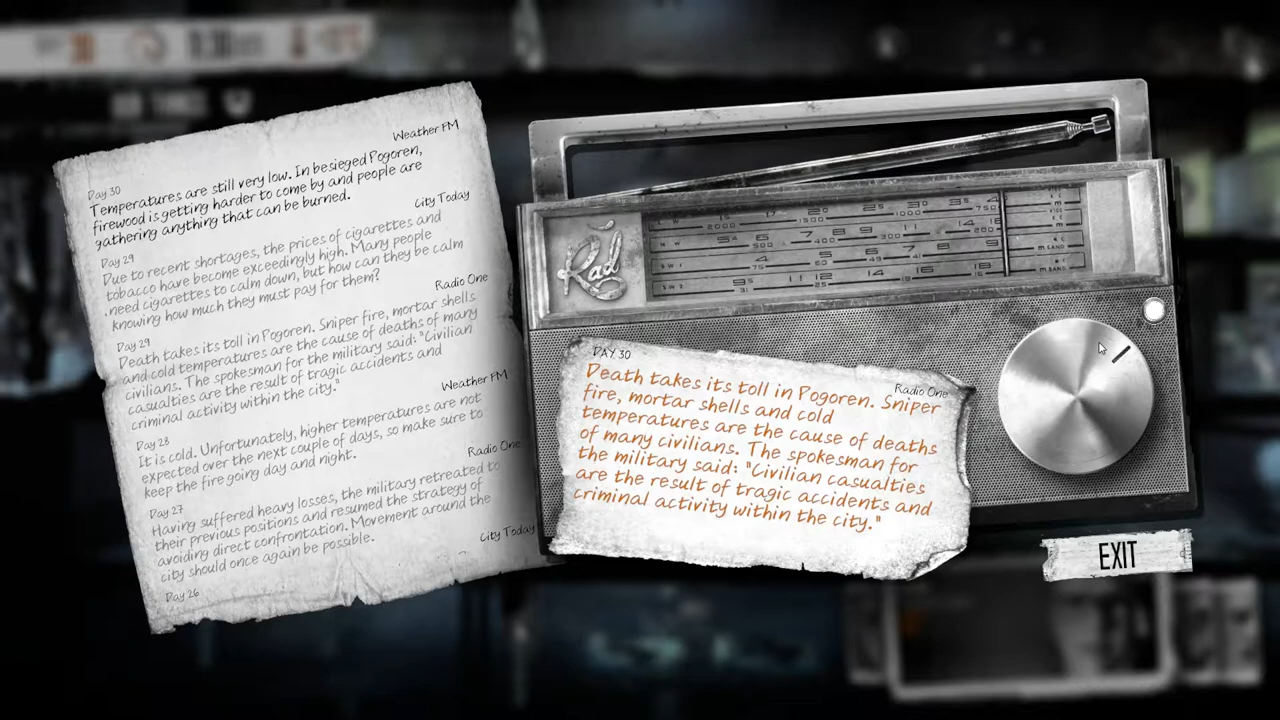 Weather FM
Day 30
Temperatures are still very low. In besieged Pogoren,
firewood is getting harder to come by and people are
gathering anything that can be burned.
City Today
Day 29
Due to recent shortages, the prices of cigarettes and
tobacco have become exceedingly high. Many people
need cigarettes to calm down, but how can they be calm
knowing how much they must pay for them?
Radio One
Day 29
Death takes its toll in Pogoren. Sniper fire, mortar shells
and cold temperatures are the cause of deaths of many
civilians. The spokesman for the military said: "Civilian
casualties are the result of tragic accidents and
criminal activity within the city."
Weather FM
Day 28
It is cold. Unfortunately, higher temperatures are not
expected over the next couple of days, so make sure to
keep the fire going day and night.
Radio One
Day 27
Having suffered heavy losses, the military retreated to
their previous positions and resumed the strategy of
avoiding direct confrontation. Movement around the
city should once again be possible.
City Today
Day 26
Rad
DAY 30
Radio One
Death takes its toll in Pogoren. Sniper
fire, mortar shells and cold
temperatures are the cause of deaths
of many civilians. The spokesman for
the military said: "Civilian casualties
are the result of tragic accidents and
criminal activity within the city."
EXIT